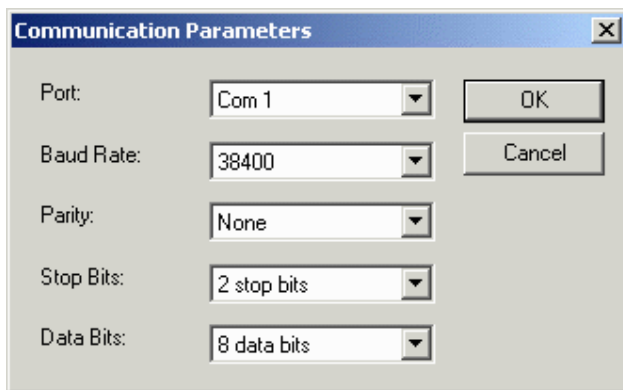 Communication Parameters
Port: Com 1 OK
Baud Rate: 38400 Cancel
Parity: None
Stop Bits: 2 stop bits
Data Bits: 8 data bits